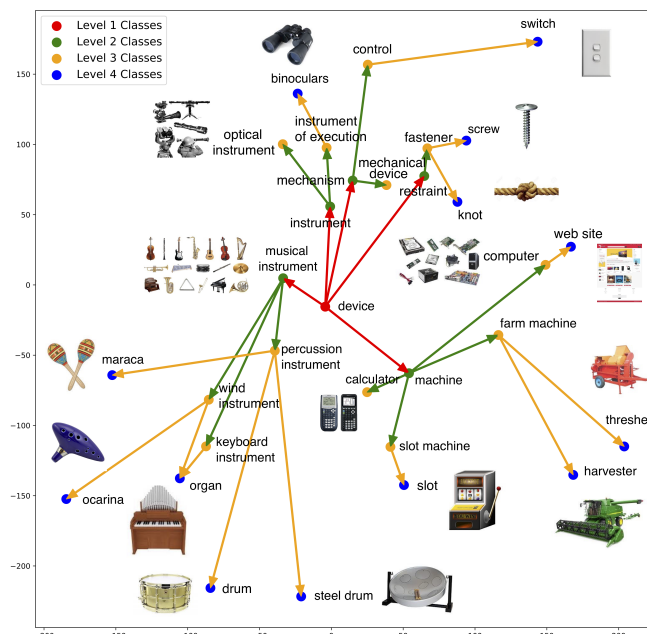 Level 1 Classes
Level 2 Classes
Level 3 Classes
Level 4 Classes
switch
control
binoculars
instrument
of execution
optical
instrument
fastener
screw
mechanical
device
mechanism
restraint
knot
instrument
web site
musical
instrument
computer
device
farm machine
percussion
instrument
maraca
calculator
machine
wind
instrument
threshe
keyboard
instrument
slot machine
harvester
ocarina
organ
slot
drum
steel drum
150
100
50
0
−50
−100
−150
−200
0